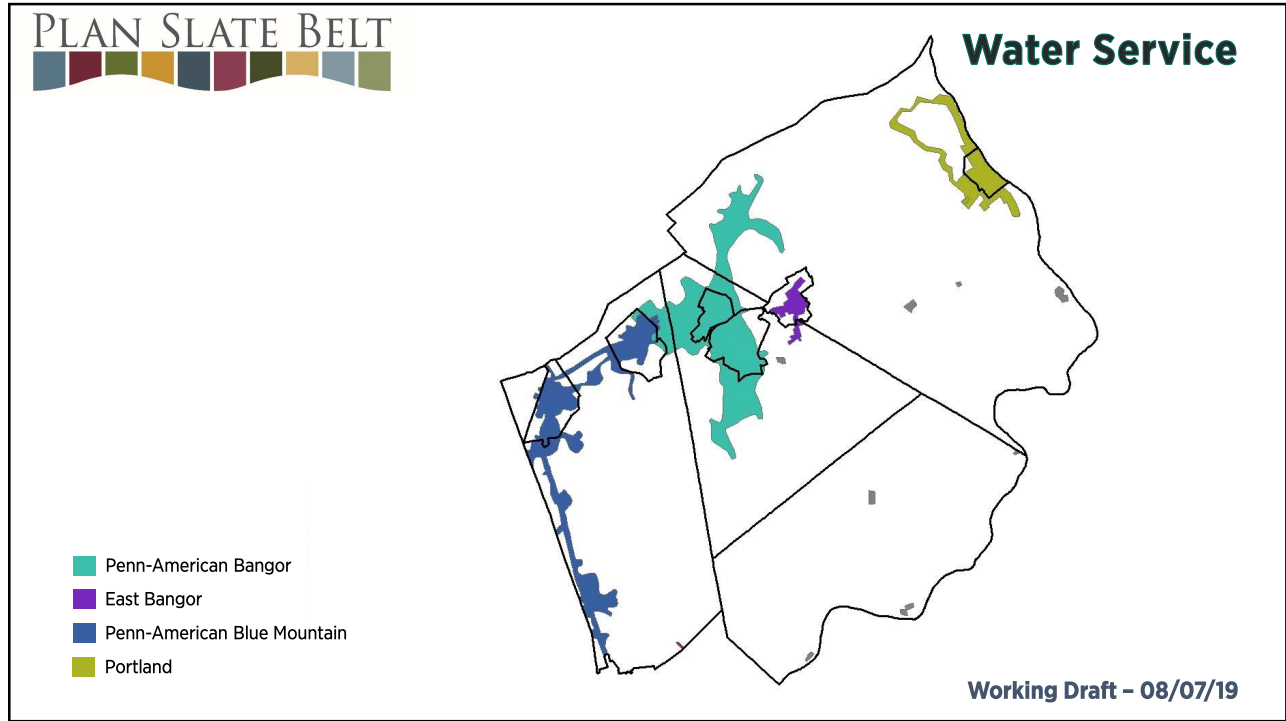 PLAN SLATE BELT
Water Service
Penn-American Bangor
East Bangor
Penn-American Blue Mountain
Portland
Working Draft – 08/07/19